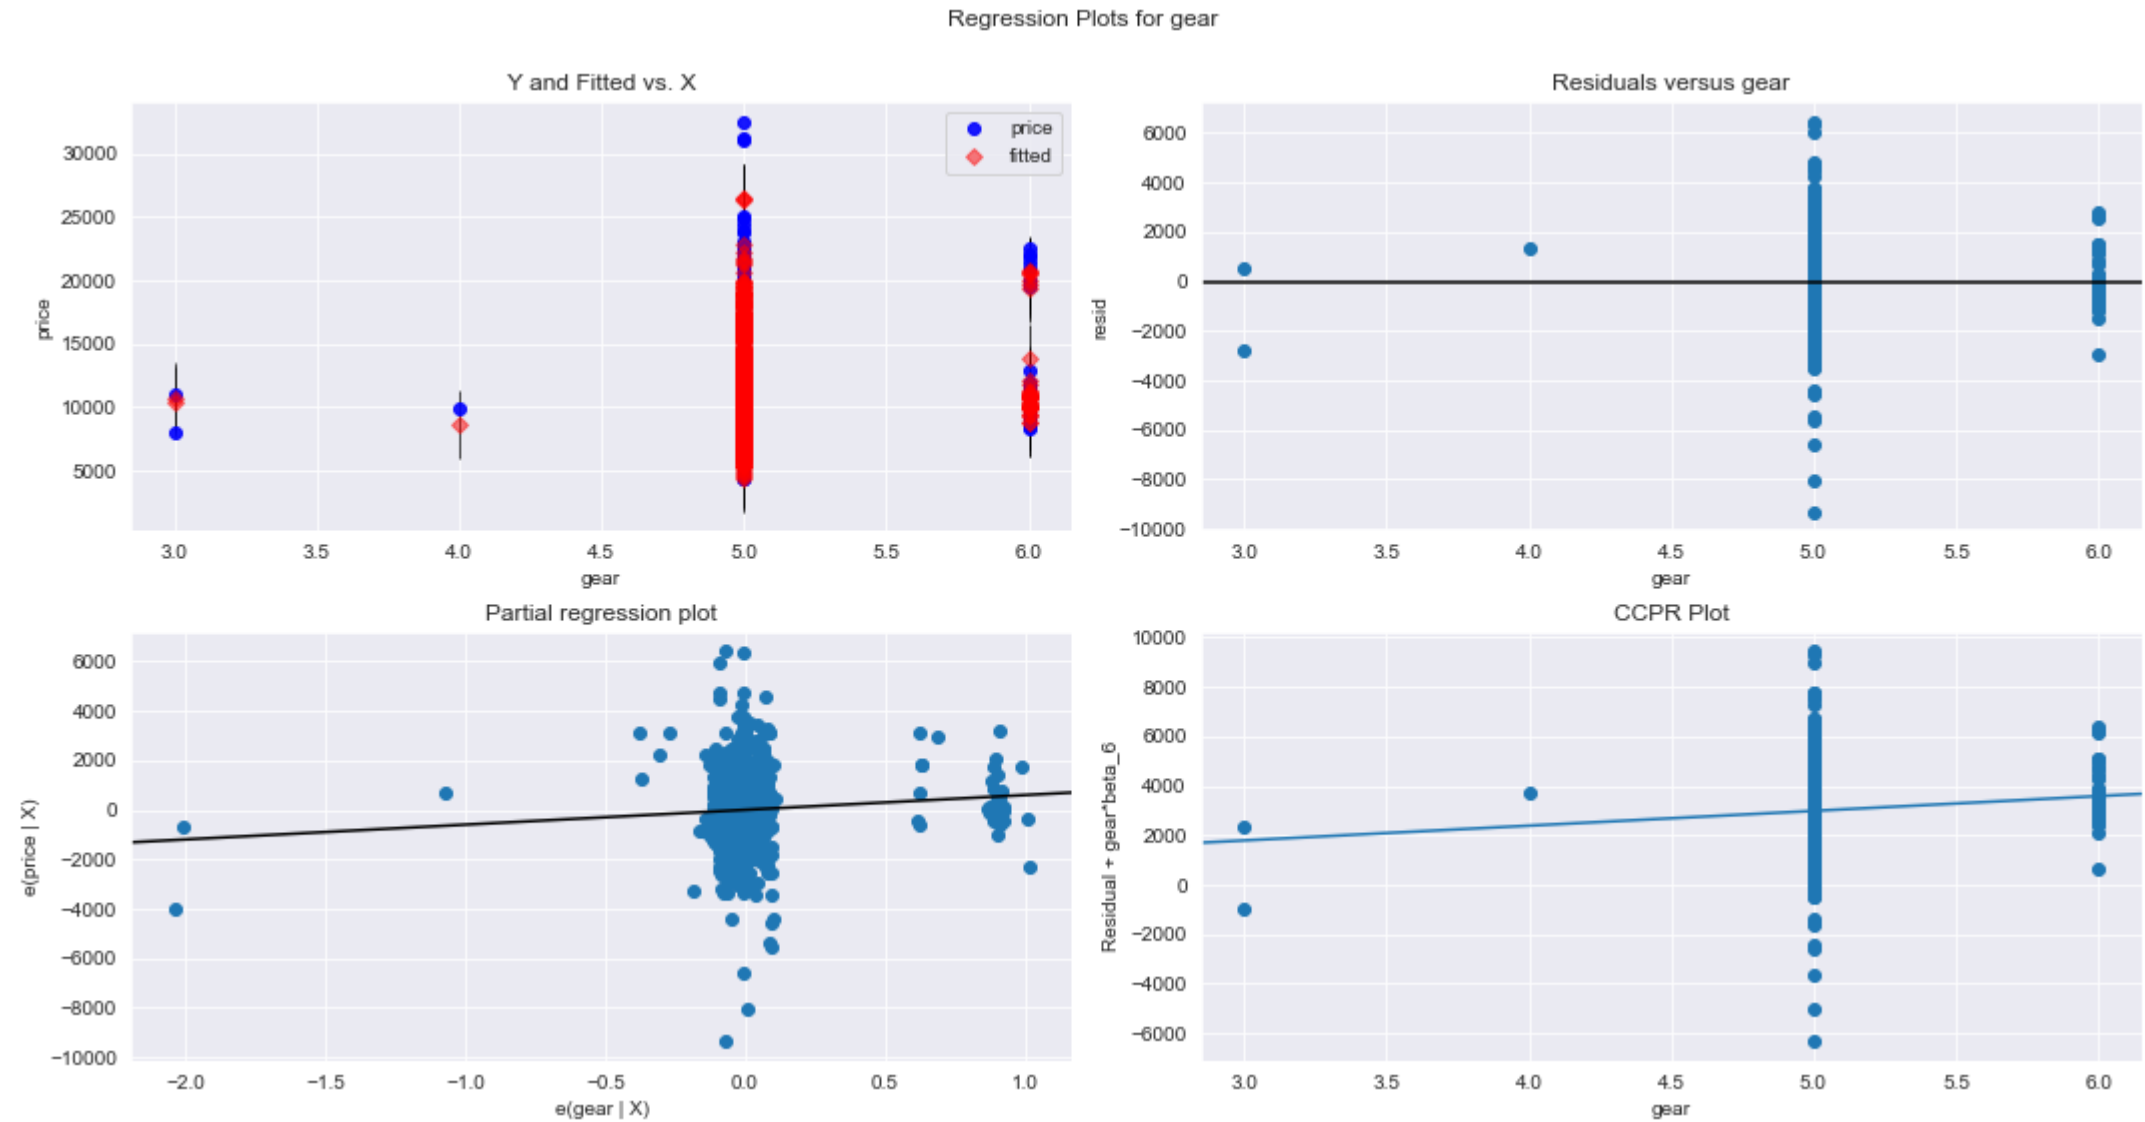 Regression Plots for gear
Y and Fitted vs. X
price
fitted
30000
25000
20000
15000
10000
5000
price
3.0 3.5 4.0 4.5 5.0 5.5 6.0
gear
Residuals versus gear
6000
4000
2000
0
−2000
−4000
−6000
−8000
−10000
resid
3.0 3.5 4.0 4.5 5.0 5.5 6.0
gear
Partial regression plot
6000
4000
2000
0
−2000
−4000
−6000
−8000
−10000
e(price | X)
−2.0 −1.5 −1.0 −0.5 0.0 0.5 1.0
e(gear | X)
CCPR Plot
10000
8000
6000
4000
2000
0
−2000
−4000
−6000
Residual + gear*beta_6
3.0 3.5 4.0 4.5 5.0 5.5 6.0
gear